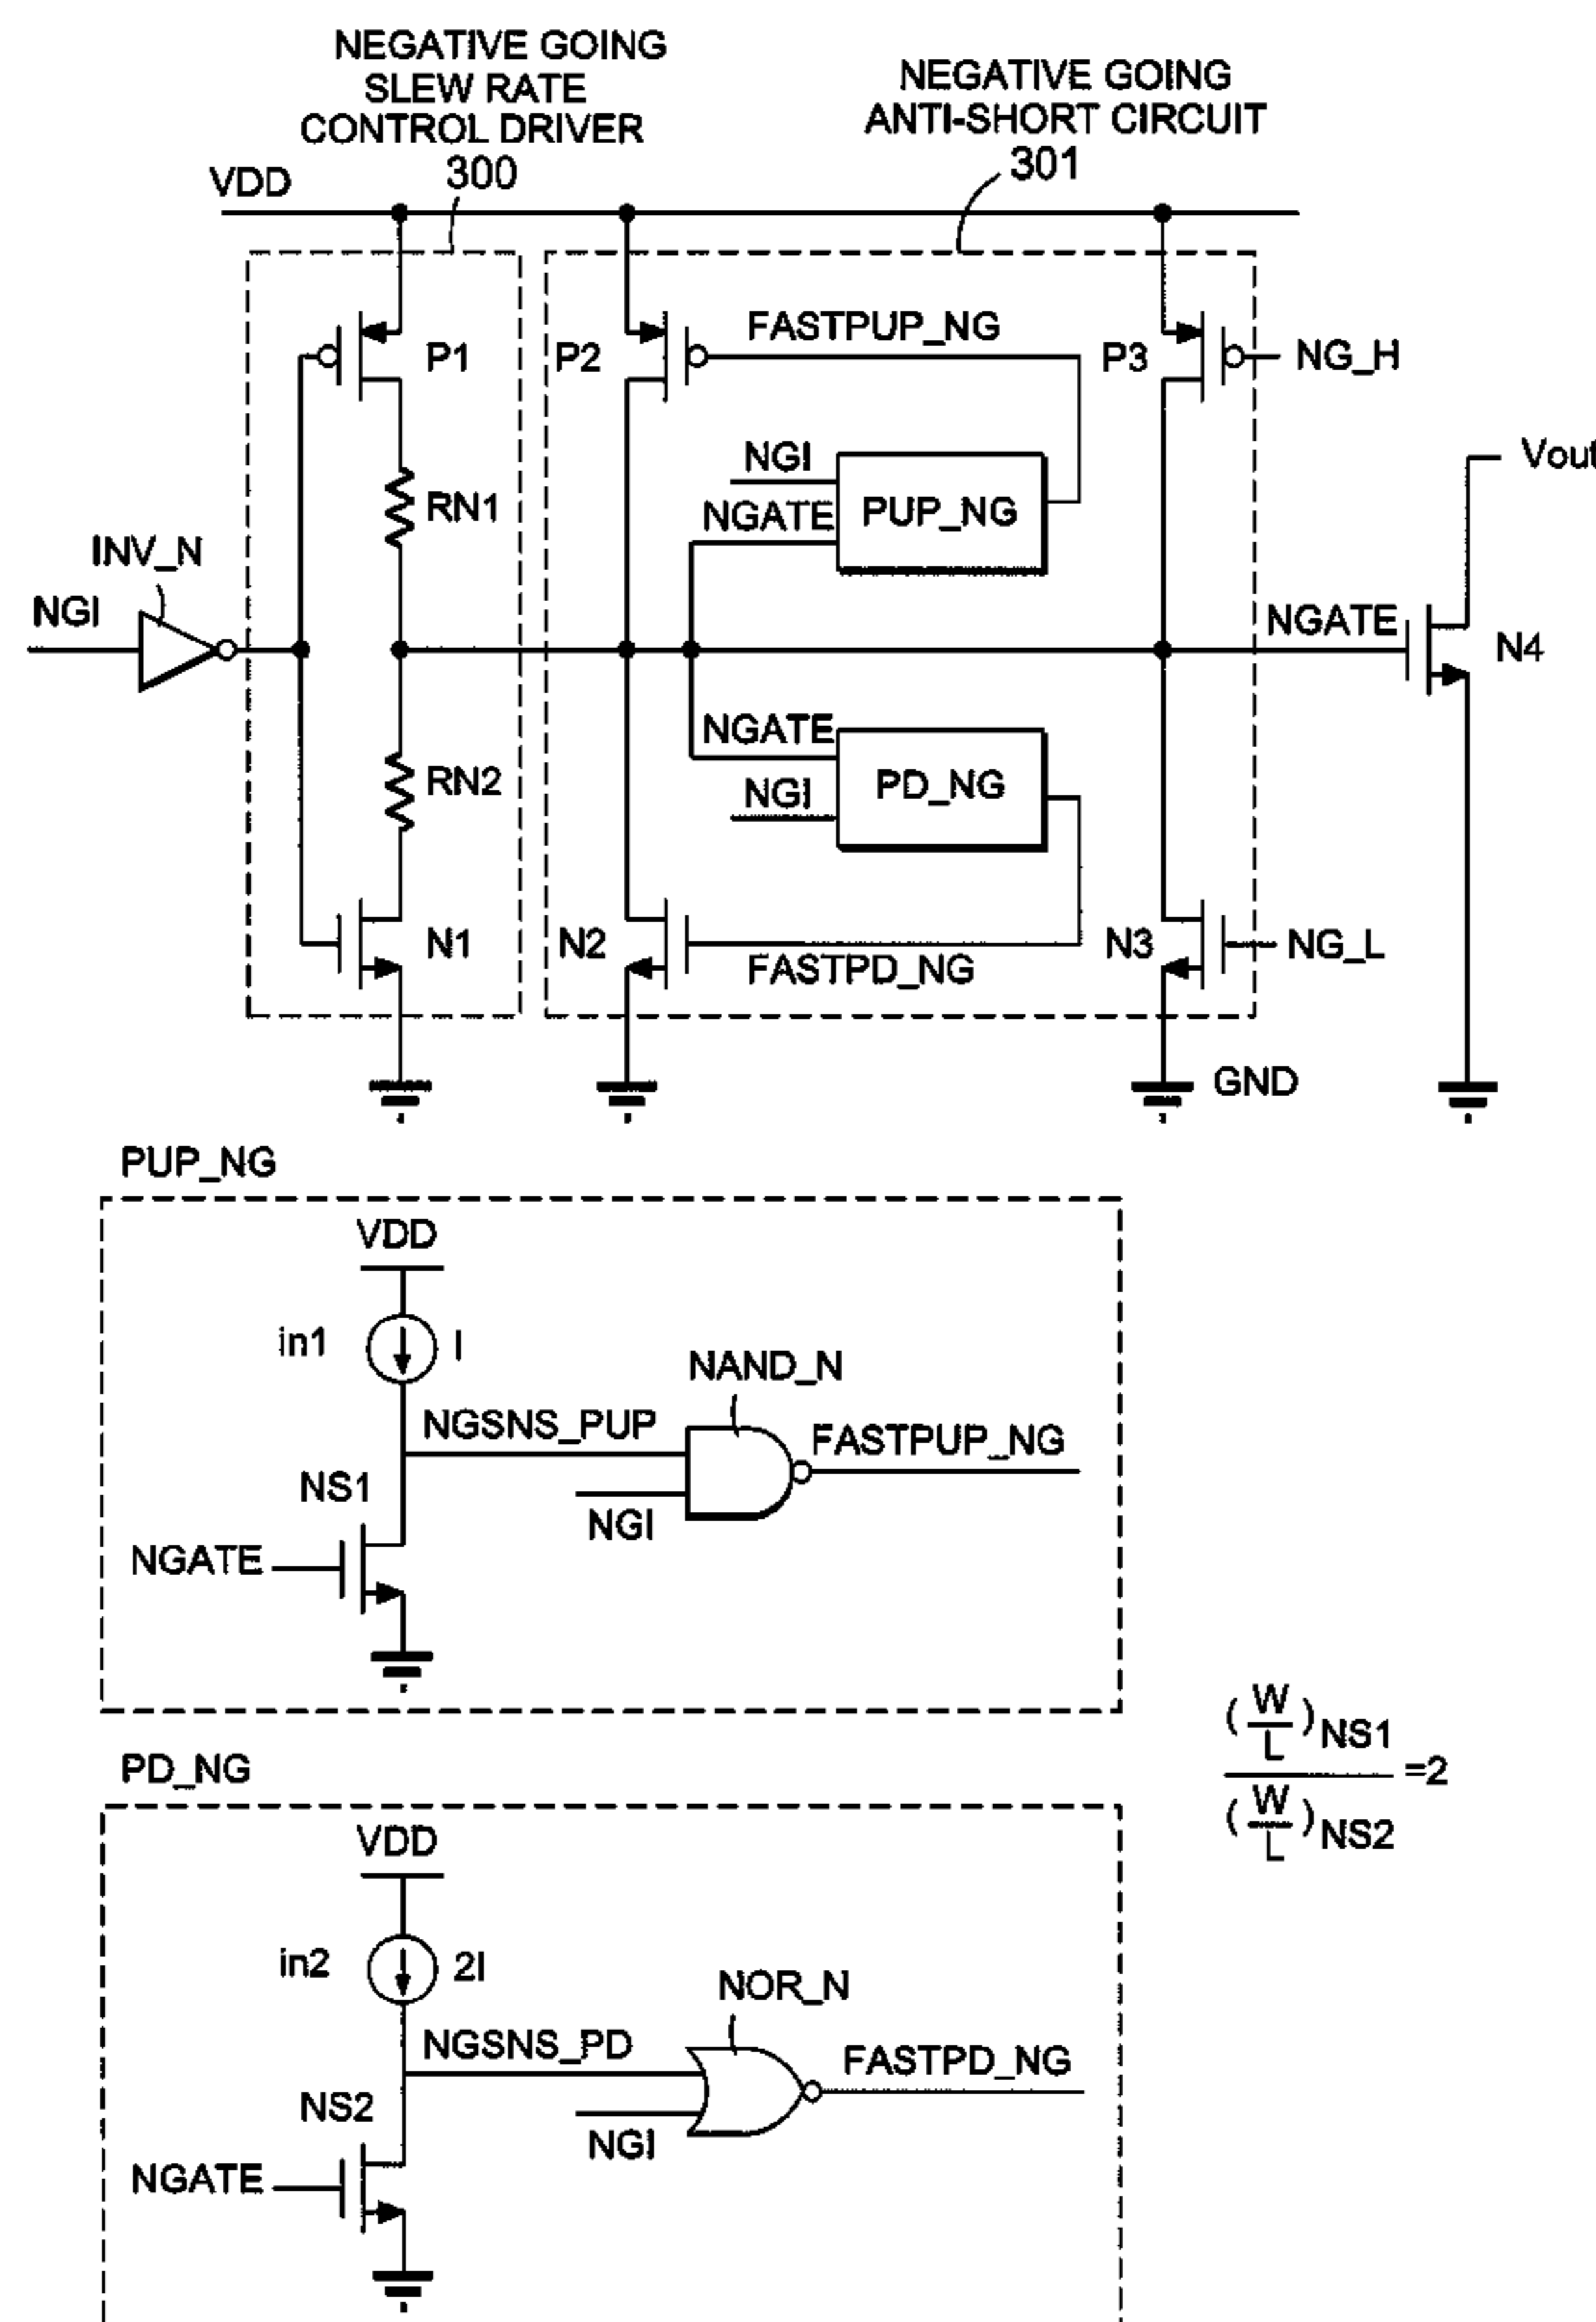 NEGATIVE GOING
SLEW RATE
CONTROL DRIVER
300
NEGATIVE GOING
ANTI-SHORT CIRCUIT
301
VDD
P1
P2
FASTPUP_NG
P3
NG_H
NGI
NGATE
PUP_NG
Vout
RN1
INV_N
NGI
NGATE
N4
NGATE
NGI
PD_NG
RN2
N1
N2
FASTPD_NG
N3
NG_L
GND
PUP_NG
VDD
in1
I
NAND_N
NGSNS_PUP
FASTPUP_NG
NS1
NGI
NGATE
(W/L)NS1
(W/L)NS2
=2
PD_NG
VDD
in2
2I
NOR_N
NGSNS_PD
FASTPD_NG
NS2
NGI
NGATE